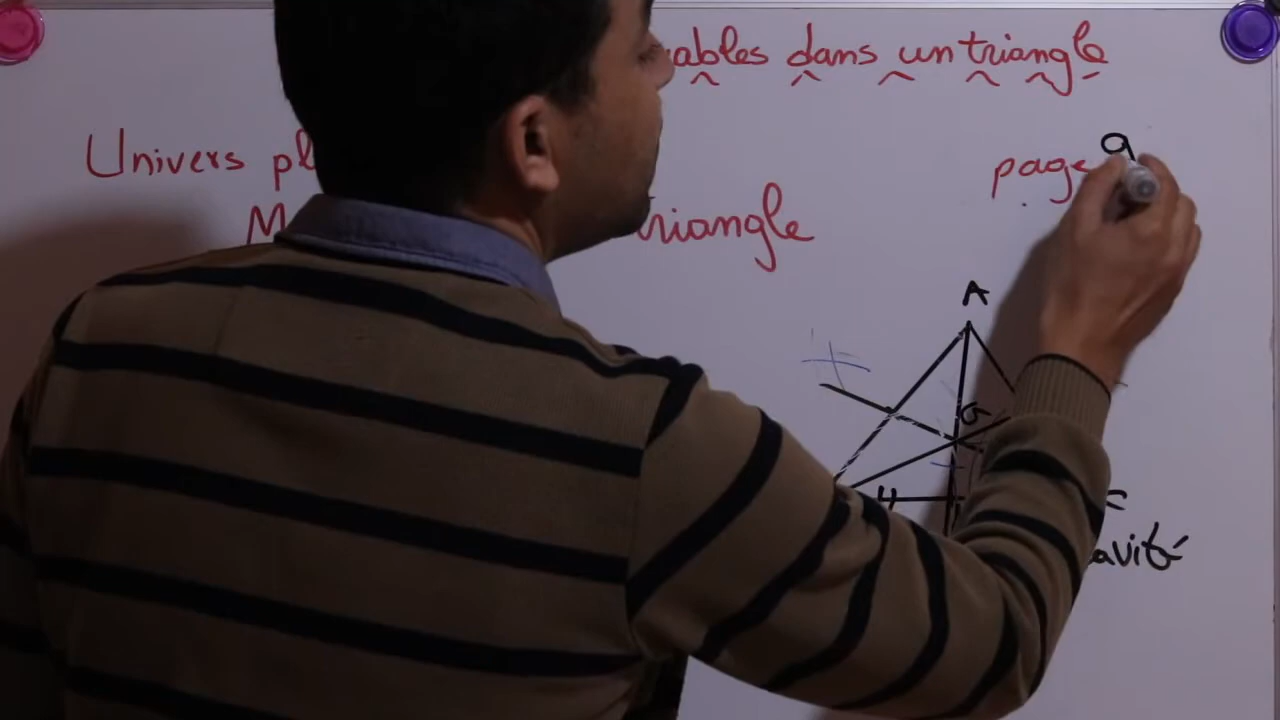 ables dans un triangle
Univers pl
page 9
M riangle
A
G
C
avité